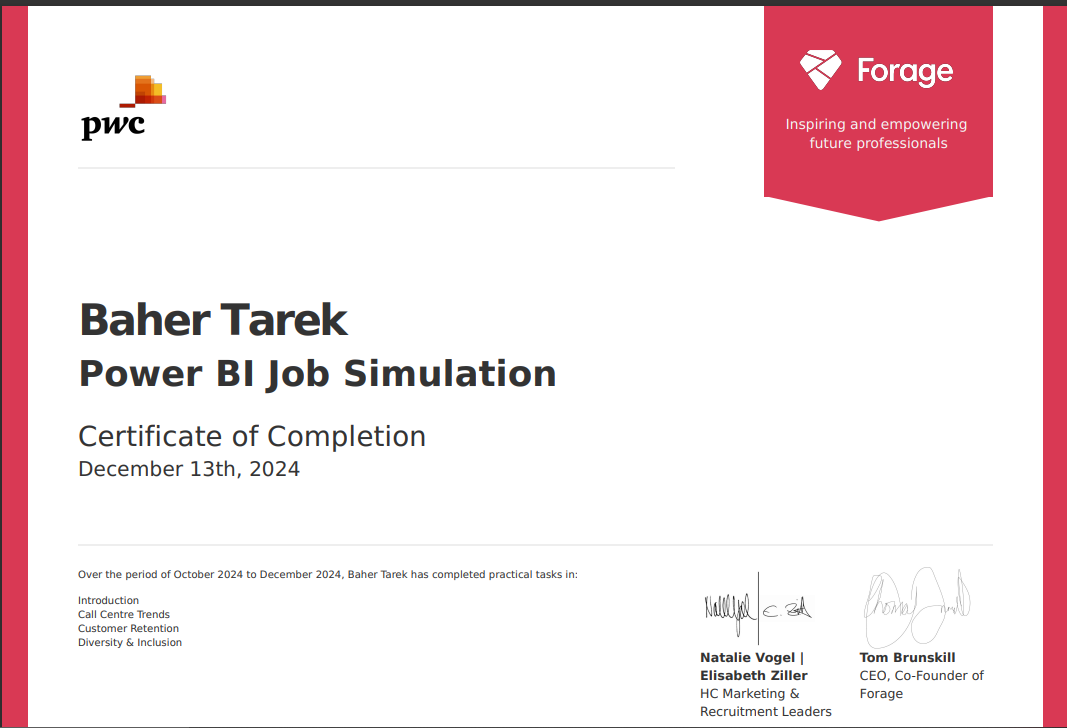 pwc
Forage
Inspiring and empowering
future professionals
Baher Tarek
Power BI Job Simulation
Certificate of Completion
December 13th, 2024
Over the period of October 2024 to December 2024, Baher Tarek has completed practical tasks in:
Introduction
Call Centre Trends
Customer Retention
Diversity & Inclusion
Natalie Vogel |
Elisabeth Ziller
HC Marketing &
Recruitment Leaders
Tom Brunskill
CEO, Co-Founder of
Forage